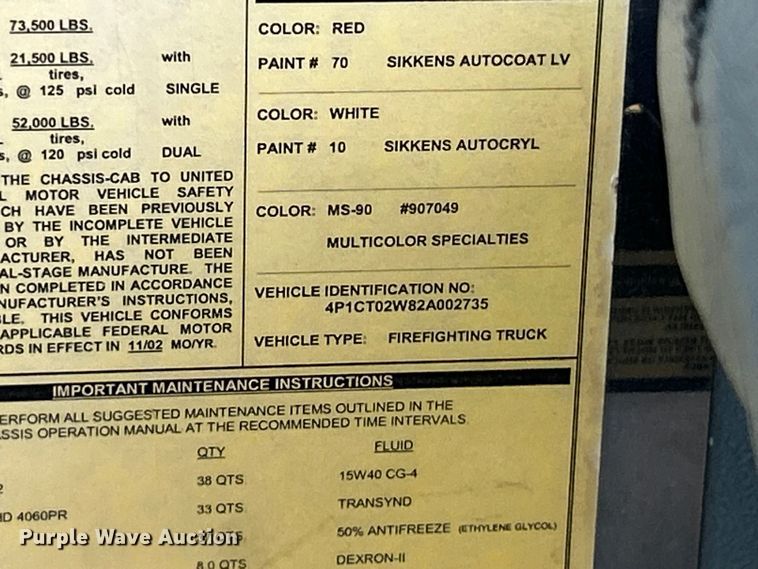 73,500 LBS.
21,500 LBS. with
tires,
@ 125 psi cold SINGLE
52,000 LBS. with
tires,
@ 120 psi cold DUAL
THE CHASSIS-CAB TO UNITED
MOTOR VEHICLE SAFETY
CH HAVE BEEN PREVIOUSLY
BY THE INCOMPLETE VEHICLE
OR BY THE INTERMEDIATE
ACTURER, HAS NOT BEEN
AL-STAGE MANUFACTURE. THE
N COMPLETED IN ACCORDANCE
NUFACTURER'S INSTRUCTIONS,
BLE. THIS VEHICLE CONFORMS
APPLICABLE FEDERAL MOTOR
RDS IN EFFECT IN 11/02 MO/YR.
COLOR: RED
PAINT # 70 SIKKENS AUTOCOAT LV
COLOR: WHITE
PAINT # 10 SIKKENS AUTOCRYL
COLOR: MS-90 #907049
MULTICOLOR SPECIALTIES
VEHICLE IDENTIFICATION NO:
4P1CT02W82A002735
VEHICLE TYPE: FIREFIGHTING TRUCK
IMPORTANT MAINTENANCE INSTRUCTIONS
ERFORM ALL SUGGESTED MAINTENANCE ITEMS OUTLINED IN THE
ASSIS OPERATION MANUAL AT THE RECOMMENDED TIME INTERVALS
QTY FLUID
38 QTS 15W40 CG-4
HD 4060PR 33 QTS TRANSYND
QTS 50% ANTIFREEZE (ETHYLENE GLYCOL)
8.0 QTS DEXRON-II
Purple Wave Auction